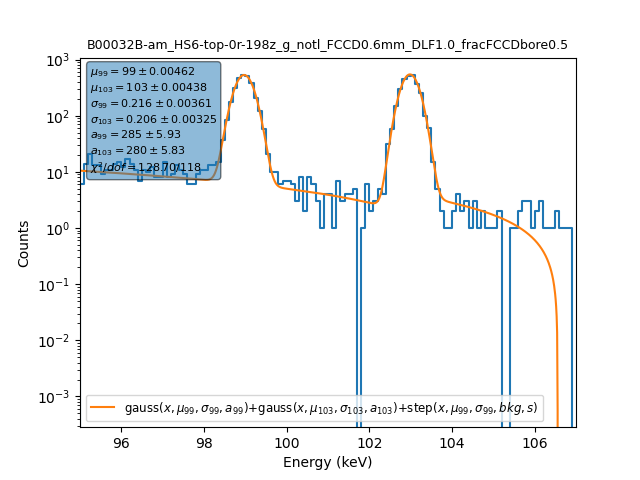 B00032B-am_HS6-top-0r-198z_g_notl_FCCD0.6mm_DLF1.0_fracFCCDbore0.5
μ99 = 99 ± 0.00462
μ103 = 103 ± 0.00438
σ99 = 0.216 ± 0.00361
σ103 = 0.206 ± 0.00325
a99 = 285 ± 5.93
a103 = 280 ± 5.83
χ²/dof =
10³
10²
10¹
10⁰
10⁻¹
10⁻²
10⁻³
Counts
96 98 100 102 104 106
Energy (keV)
gauss(x, μ99, σ99, a99)+gauss(x, μ103, σ103, a103)+step(x, μ99, σ99, bkg, s)